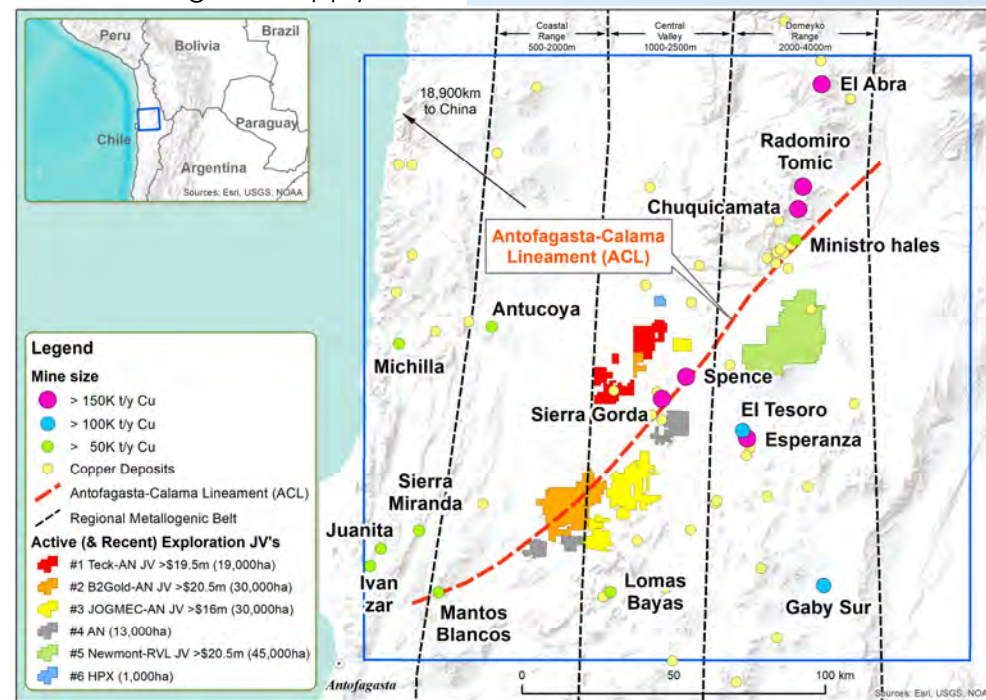 Peru
Bolivia
Brazil
Chile
Paraguay
Argentina
Sources: Esri, USGS, NOAA
Coastal
Range
500-2000m
Central
Valley
1000-2500m
Domeyko
Range
2000-4000m
18,900km
to China
El Abra
Radomiro
Tomic
Chuquicamata
Antofagasta-Calama
Lineament (ACL)
Ministro hales
Antucoya
Michilla
Spence
Sierra Gorda
El Tesoro
Esperanza
Sierra
Miranda
Juanita
Ivan
zar
Mantos
Blancos
Lomas
Bayas
Gaby Sur
Antofagasta
0 50 100 km
Sources: Esri, USGS, NOA
Legend
Mine size
> 150K t/y Cu
> 100K t/y Cu
> 50K t/y Cu
Copper Deposits
Antofagasta-Calama Lineament (ACL)
Regional Metallogenic Belt
Active (& Recent) Exploration JV's
#1 Teck-AN JV >$19.5m (19,000ha)
#2 B2Gold-AN JV >$20.5m (30,000ha)
#3 JOGMEC-AN JV >$16m (30,000ha)
#4 AN (13,000ha)
#5 Newmont-RVL JV >$20.5m (45,000ha)
#6 HPX (1,000ha)